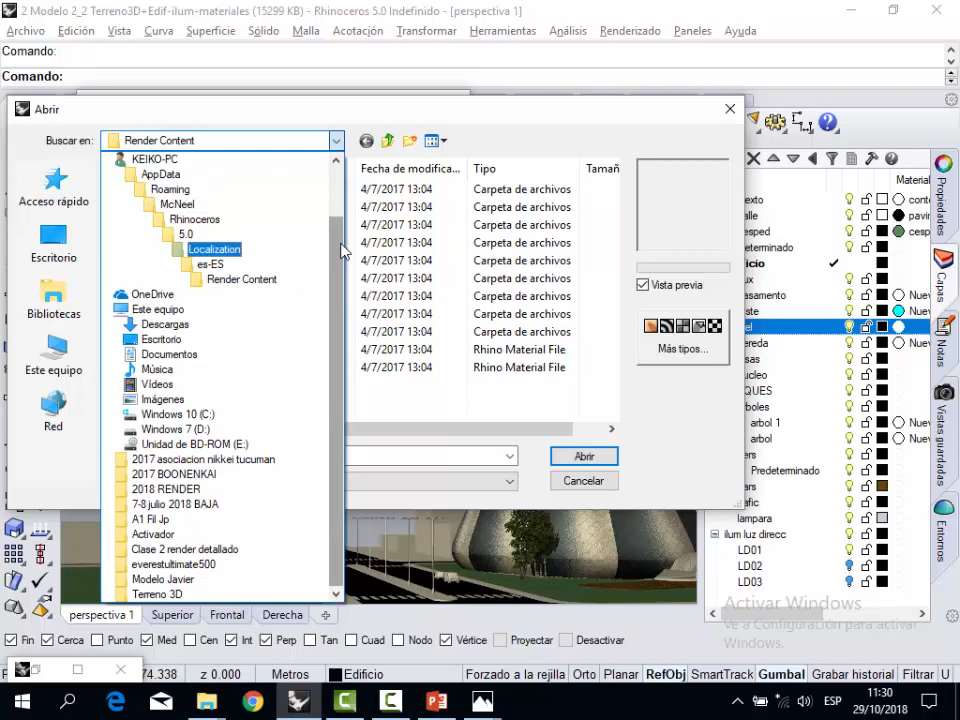 2 Modelo 2_2 Terreno3D+Edif-ilum-materiales (15299 KB) - Rhinoceros 5.0 Indefinido - [perspectiva 1]
Archivo Edición Vista Curva Superficie Sólido Malla Acotación Transformar Herramientas Análisis Renderizado Paneles Ayuda
Comando:
Comando:
Abrir
Buscar en: Render Content
Acceso rápido
Escritorio
Bibliotecas
Este equipo
Red
KEIKO-PC
AppData
Roaming
McNeel
Rhinoceros
5.0
Localization
es-ES
Render Content
OneDrive
Este equipo
Descargas
Escritorio
Documentos
Música
Vídeos
Imágenes
Windows 10 (C:)
Windows 7 (D:)
Unidad de BD-ROM (E:)
2017 asociacion nikkei tucuman
2017 BOONENKAI
2018 RENDER
7-8 julio 2018 BAJA
A1 Fil Jp
Activador
Clase 2 render detallado
everestultimate500
Modelo Javier
Terreno 3D
Fecha de modifica... Tipo Tamañ
4/7/2017 13:04 Carpeta de archivos
4/7/2017 13:04 Carpeta de archivos
4/7/2017 13:04 Carpeta de archivos
4/7/2017 13:04 Carpeta de archivos
4/7/2017 13:04 Carpeta de archivos
4/7/2017 13:04 Carpeta de archivos
4/7/2017 13:04 Carpeta de archivos
4/7/2017 13:04 Carpeta de archivos
4/7/2017 13:04 Carpeta de archivos
4/7/2017 13:04 Rhino Material File
4/7/2017 13:04 Rhino Material File
Vista previa
Más tipos...
Abrir
Cancelar
Material
exto cont
alle pavir
esped cesp
determinado
icio
ux
asamento Nuev
ste Nuev
el
ereda Nuev
sas
ucleo
QUES
rboles
arbol 1 Nuev
arbol Nuev
ers
Predeterminado
ars
rafic
lampara
ilum luz direcc
LD01
LD02
LD03
Propiedades
Capas
Notas
Vistas guardadas
Entornos
Activar Windows
Ve a Configuración para activar
Windows.
perspectiva 1 Superior Frontal Derecha
Fin Cerca Punto Med Cen Int Perp Tan Cuad Nodo Vértice Proyectar Desactivar
74.338 z 0.000 Metros Edificio Forzado a la rejilla Orto Planar RefObj SmartTrack Gumbal Grabar historial Filtrar U
ESP
11:30
29/10/2018